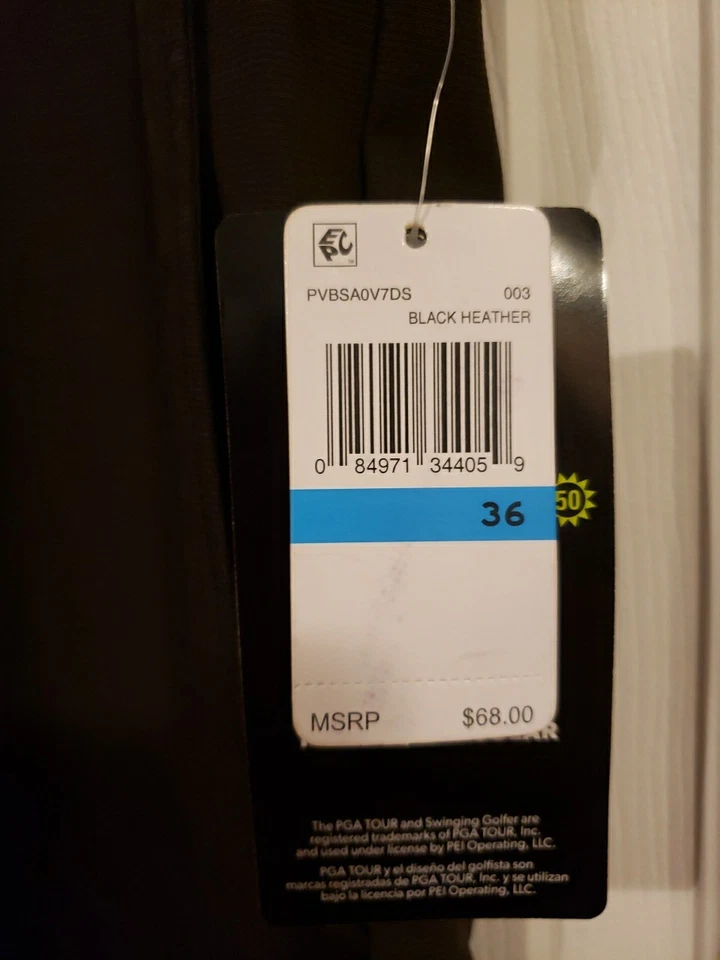 EPC
PVBSA0V7DS 003
BLACK HEATHER
0 84971 34405 9
36
50
MSRP $68.00
The PGA TOUR and Swinging Golfer are
registered trademarks of PGA TOUR, Inc.
and used under license by PEI Operating, LLC.
PGA TOUR y el diseño del golfista son
marcas registradas de PGA TOUR, Inc. y se utilizan
bajo la licencia por PEI Operating, LLC.